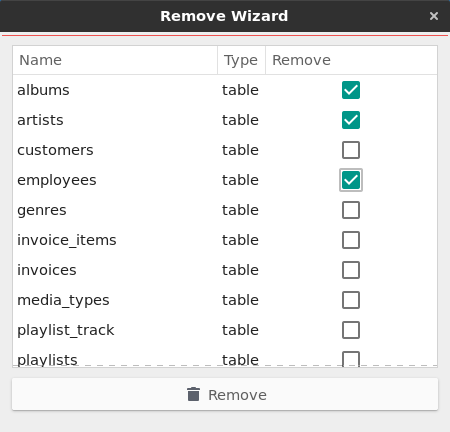 Remove Wizard
Name Type Remove
albums table
artists table
customers table
employees table
genres table
invoice_items table
invoices table
media_types table
playlist_track table
playlists table
Remove